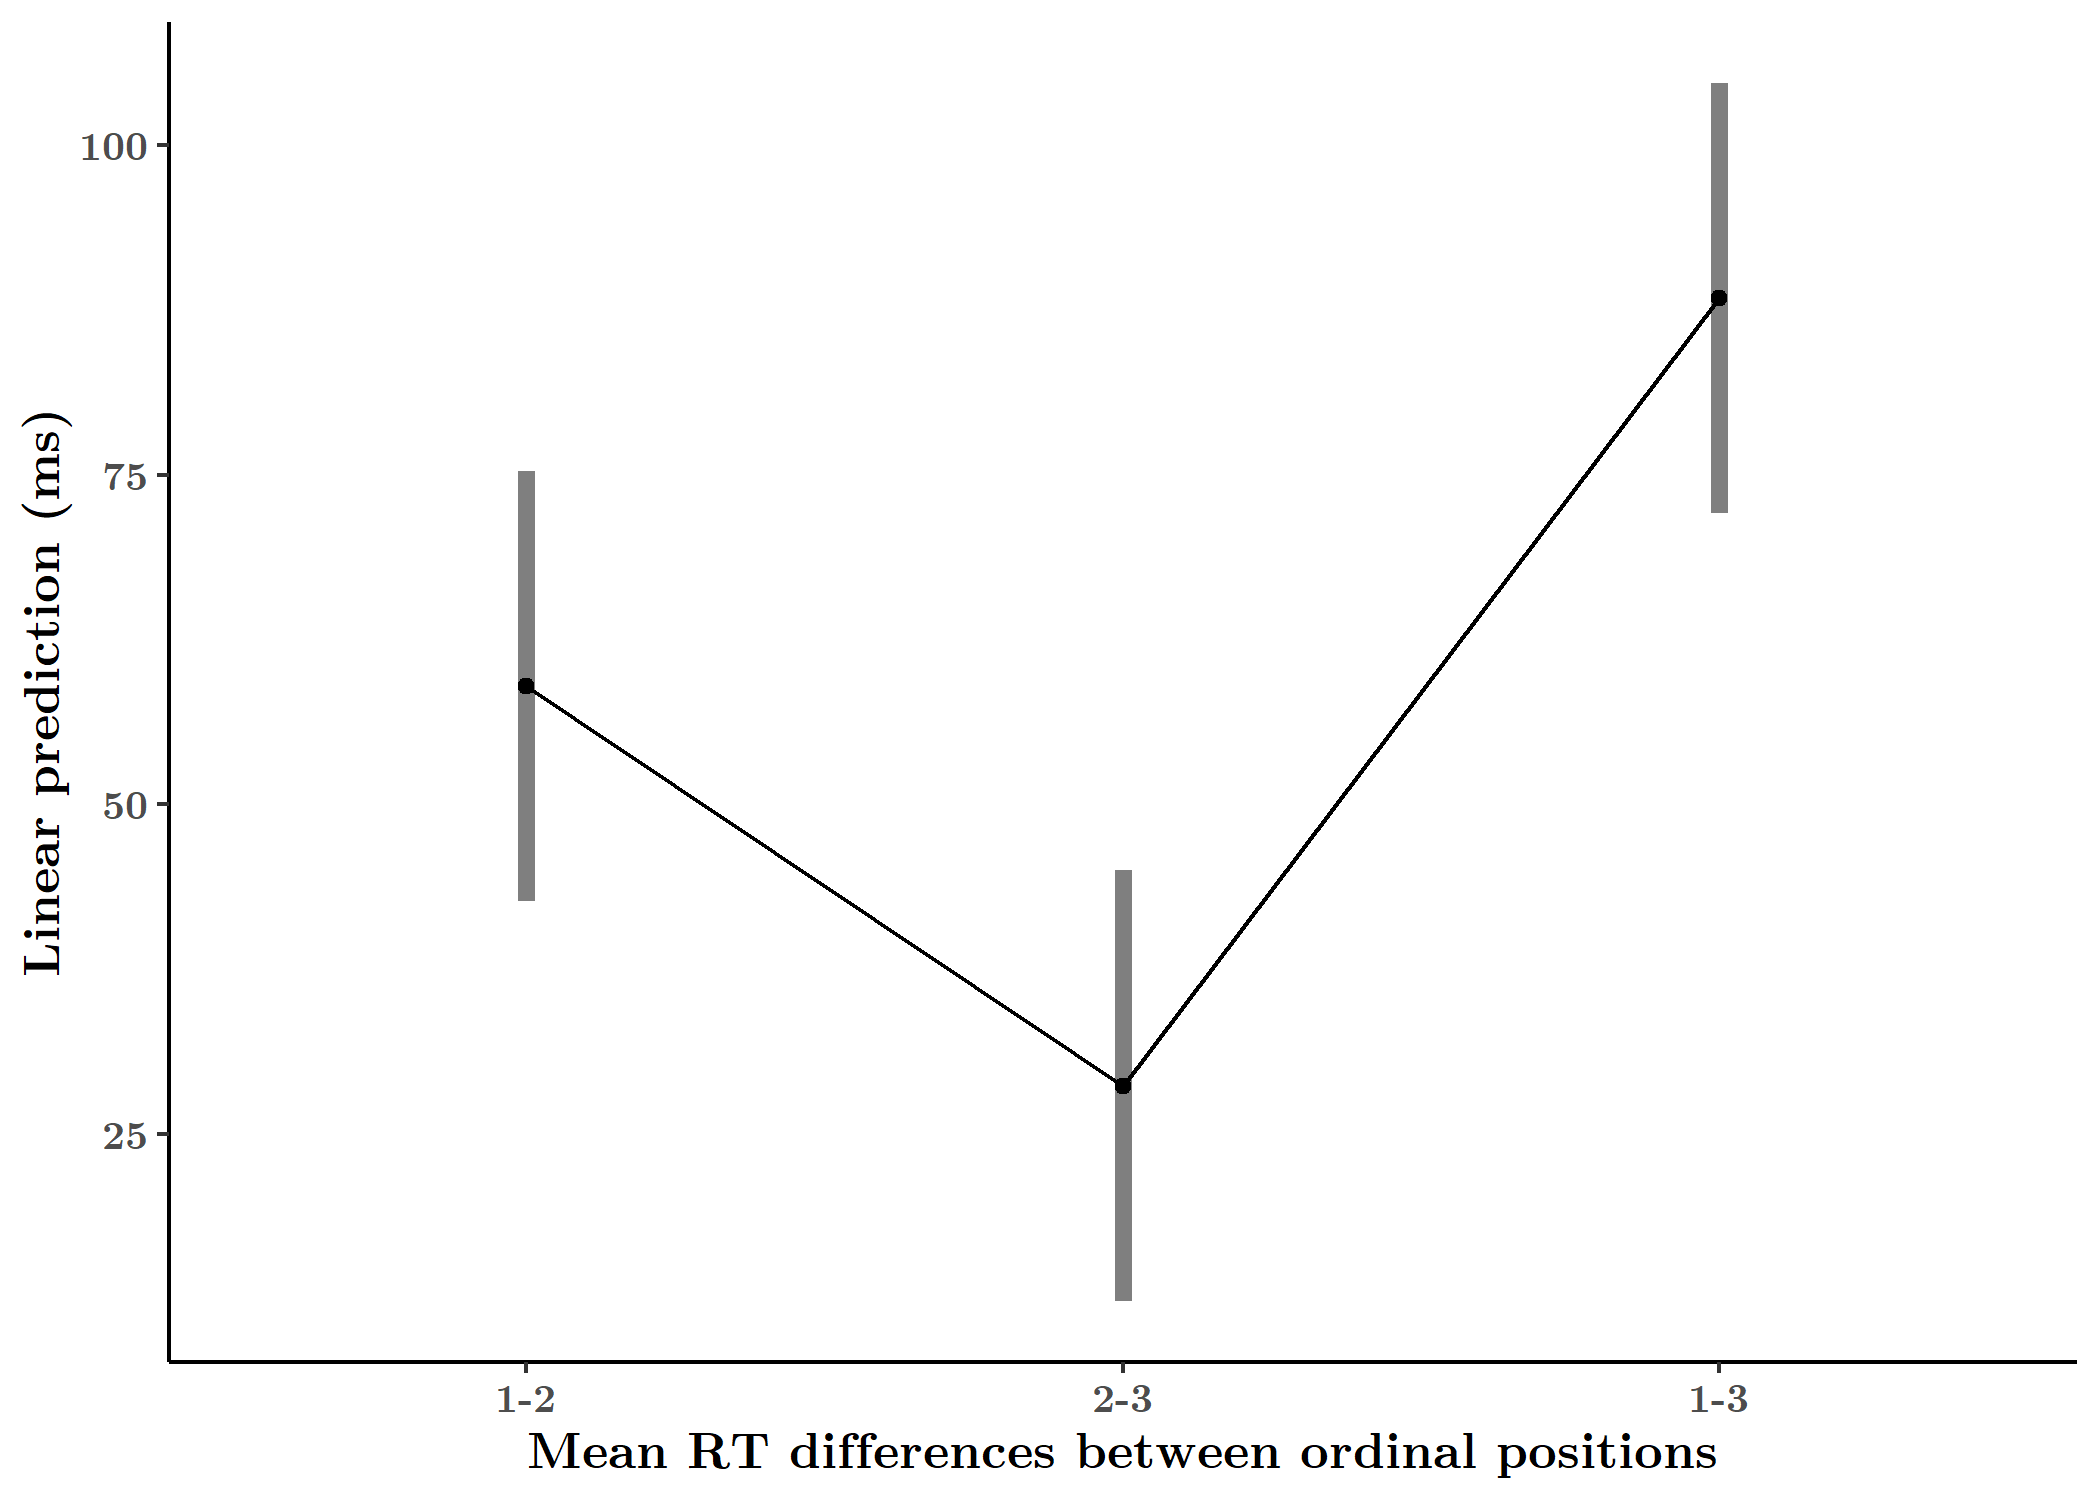 Linear prediction (ms)
100
75
50
25
1-2 2-3 1-3
Mean RT differences between ordinal positions